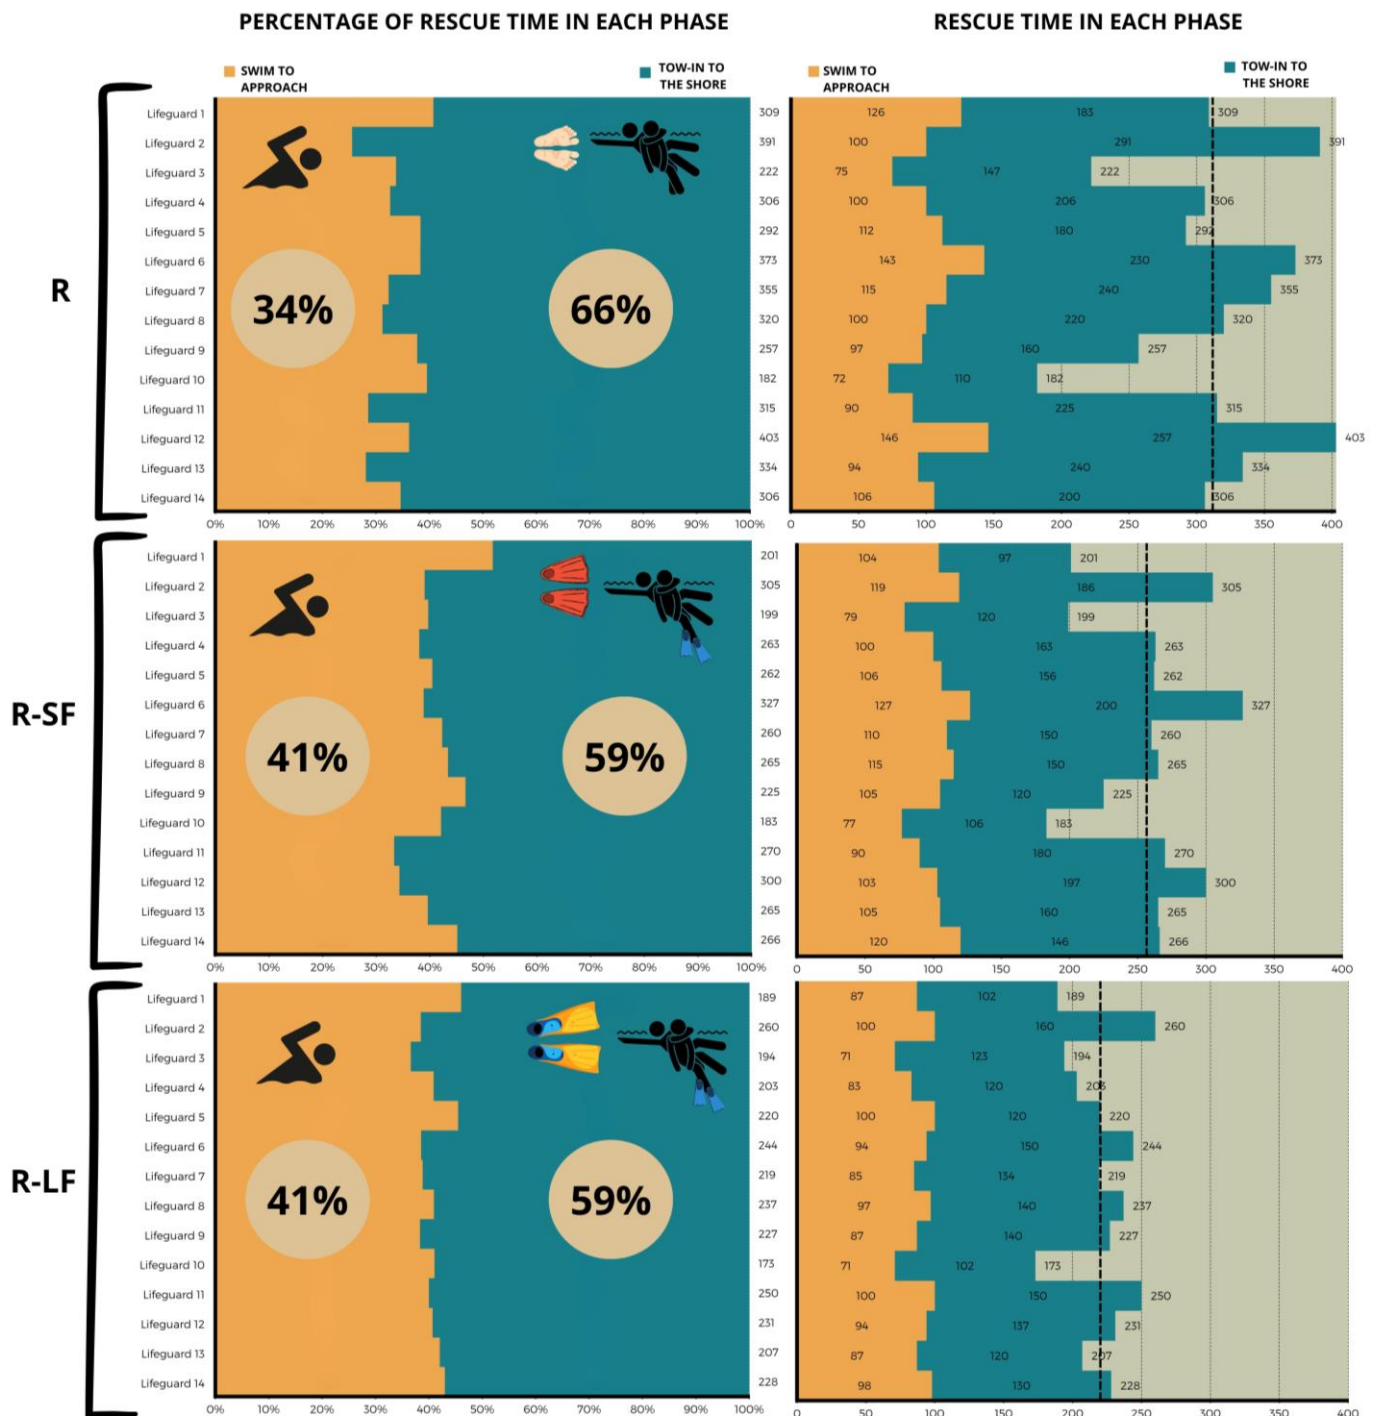 PERCENTAGE OF RESCUE TIME IN EACH PHASE
RESCUE TIME IN EACH PHASE
SWIM TO
APPROACH
TOW-IN TO
THE SHORE
SWIM TO
APPROACH
TOW-IN TO
THE SHORE
R
34%
66%
Lifeguard 1 309 126 183 309
Lifeguard 2 391 100 291 391
Lifeguard 3 222 75 147 222
Lifeguard 4 306 100 206 306
Lifeguard 5 292 112 180 292
Lifeguard 6 373 143 230 373
Lifeguard 7 355 115 240 355
Lifeguard 8 320 100 220 320
Lifeguard 9 257 97 160 257
Lifeguard 10 182 72 110 182
Lifeguard 11 315 90 225 315
Lifeguard 12 403 146 257 403
Lifeguard 13 334 94 240 334
Lifeguard 14 306 106 200 306
0% 10% 20% 30% 40% 50% 60% 70% 80% 90% 100% 0 50 100 150 200 250 300 350 400
R-SF
41%
59%
Lifeguard 1 201 104 97 201
Lifeguard 2 305 119 186 305
Lifeguard 3 199 79 120 199
Lifeguard 4 263 100 163 263
Lifeguard 5 262 106 156 262
Lifeguard 6 327 127 200 327
Lifeguard 7 260 110 150 260
Lifeguard 8 265 115 150 265
Lifeguard 9 225 105 120 225
Lifeguard 10 183 77 106 183
Lifeguard 11 270 90 180 270
Lifeguard 12 300 103 197 300
Lifeguard 13 265 105 160 265
Lifeguard 14 266 120 146 266
0% 10% 20% 30% 40% 50% 60% 70% 80% 90% 100% 0 50 100 150 200 250 300 350 400
R-LF
41%
59%
Lifeguard 1 189 87 102 189
Lifeguard 2 260 100 160 260
Lifeguard 3 194 71 123 194
Lifeguard 4 203 83 120 203
Lifeguard 5 220 100 120 220
Lifeguard 6 244 94 150 244
Lifeguard 7 219 85 134 219
Lifeguard 8 237 97 140 237
Lifeguard 9 227 87 140 227
Lifeguard 10 173 71 102 173
Lifeguard 11 250 100 150 250
Lifeguard 12 231 94 137 231
Lifeguard 13 207 87 120 207
Lifeguard 14 228 98 130 228
0% 10% 20% 30% 40% 50% 60% 70% 80% 90% 100% 0 50 100 150 200 250 300 350 400